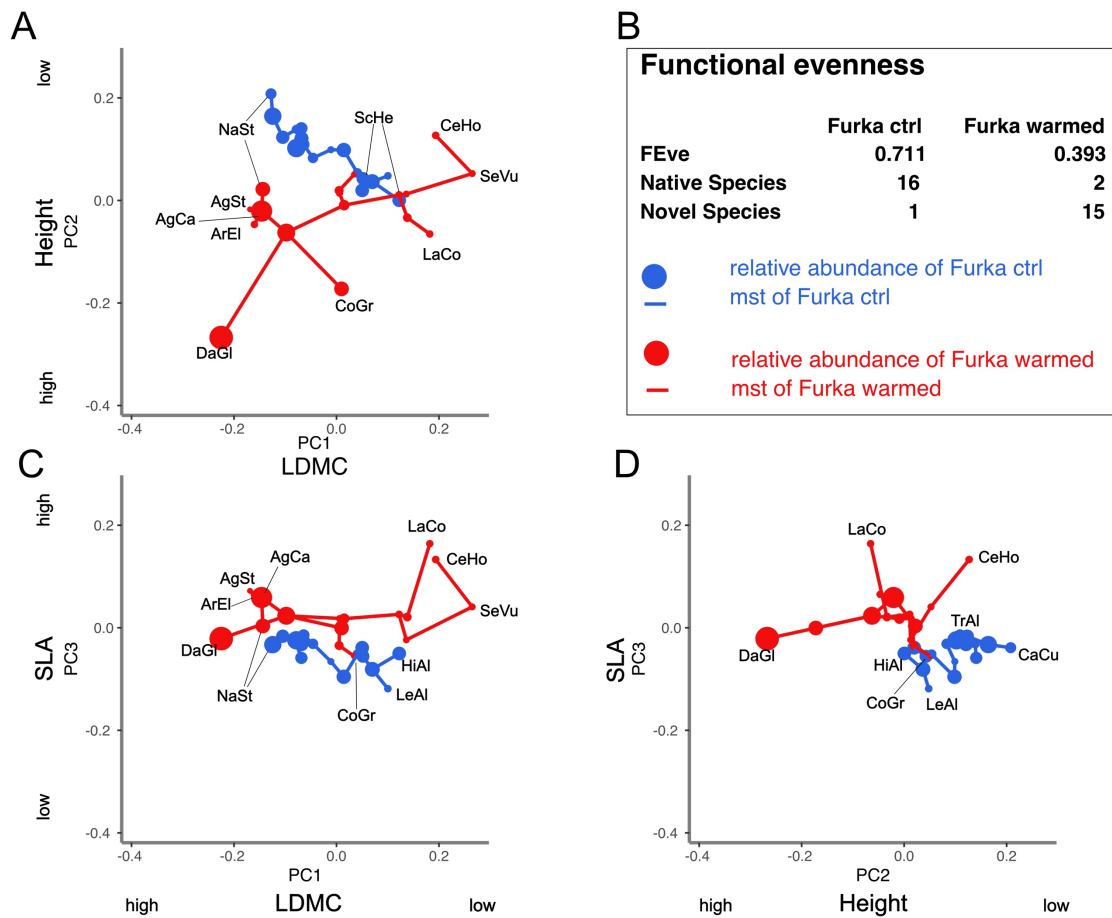 A
low
0.2
0.0
-0.2
-0.4
high
Height
PC2
NaSt
ScHe
CeHo
SeVu
AgSt
AgCa
ArEl
LaCo
CoGr
DaGl
-0.4 -0.2 0.0 0.2
PC1
LDMC
B
Functional evenness
Furka ctrl Furka warmed
FEve 0.711 0.393
Native Species 16 2
Novel Species 1 15
relative abundance of Furka ctrl
mst of Furka ctrl
relative abundance of Furka warmed
mst of Furka warmed
C
high
0.2
0.0
-0.2
-0.4
low
SLA
PC3
LaCo
AgCa
CeHo
AgSt
ArEl
SeVu
DaGl
HiAl
NaSt
LeAl
CoGr
-0.4 -0.2 0.0 0.2
PC1
high LDMC low
D
0.2
0.0
-0.2
-0.4
SLA
PC3
LaCo
CeHo
TrAl
DaGl
HiAl
CaCu
CoGr
LeAl
-0.4 -0.2 0.0 0.2
PC2
high Height low